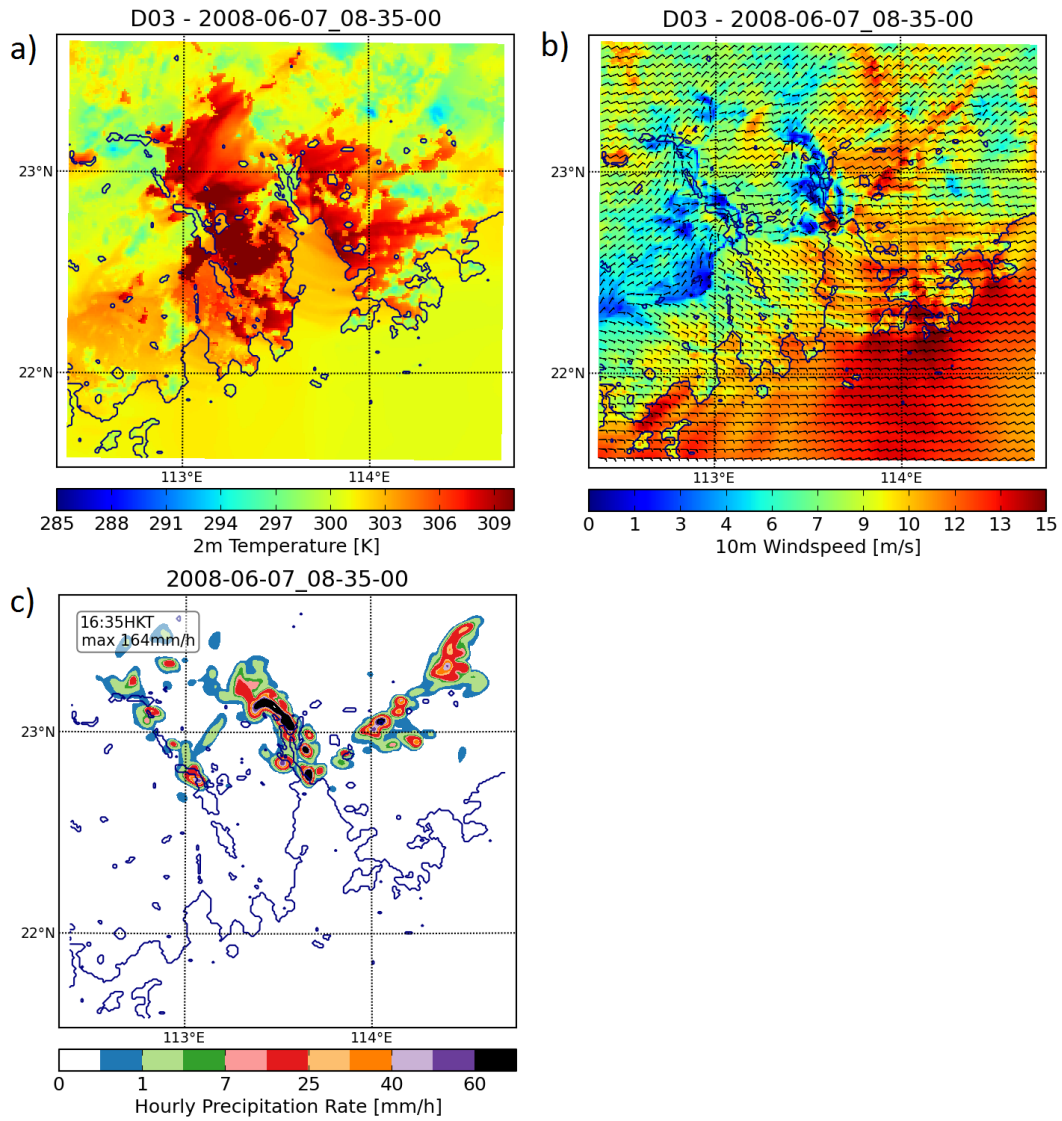 a)
D03 - 2008-06-07_08-35-00
23°N
22°N
113°E
114°E
285 288 291 294 297 300 303 306 309
2m Temperature [K]
b)
D03 - 2008-06-07_08-35-00
23°N
22°N
113°E
114°E
0 1 3 4 6 7 9 10 12 13 15
10m Windspeed [m/s]
c)
2008-06-07_08-35-00
16:35HKT
max 164mm/h
23°N
22°N
113°E
114°E
0 1 7 25 40 60
Hourly Precipitation Rate [mm/h]